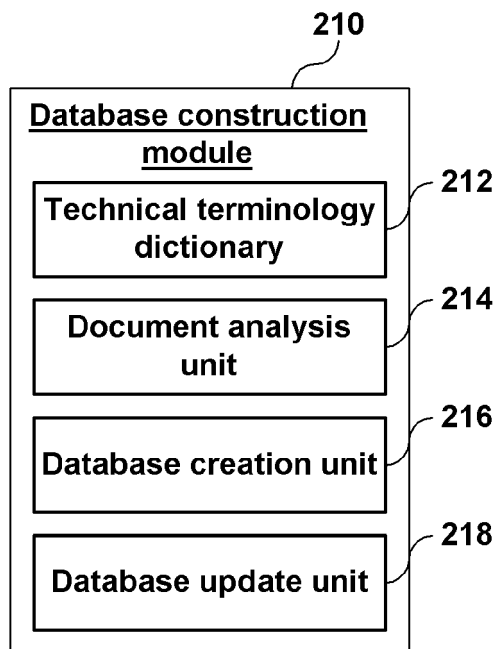 210
Database construction
module
Technical terminology
dictionary
212
Document analysis
unit
214
Database creation unit
216
Database update unit
218